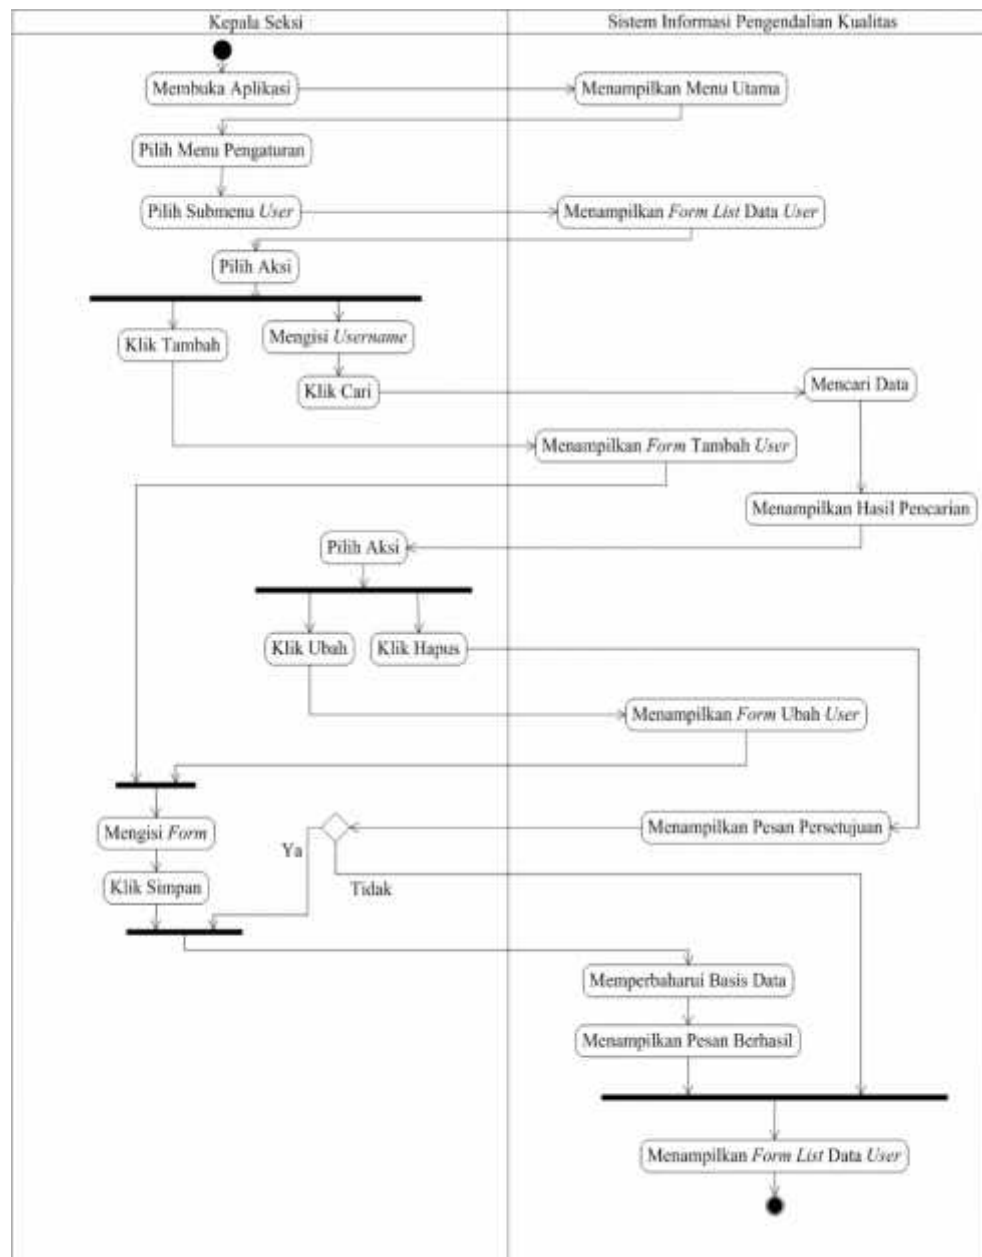 Kepala Seksi
Sistem Informasi Pengendalian Kualitas
Membuka Aplikasi
Menampilkan Menu Utama
Pilih Menu Pengaturan
Pilih Submenu User
Menampilkan Form List Data User
Pilih Aksi
Klik Tambah
Mengisi Username
Klik Cari
Mencari Data
Menampilkan Form Tambah User
Menampilkan Hasil Pencarian
Pilih Aksi
Klik Ubah
Klik Hapus
Menampilkan Form Ubah User
Mengisi Form
Menampilkan Pesan Persetujuan
Ya
Klik Simpan
Tidak
Memperbaharui Basis Data
Menampilkan Pesan Berhasil
Menampilkan Form List Data User